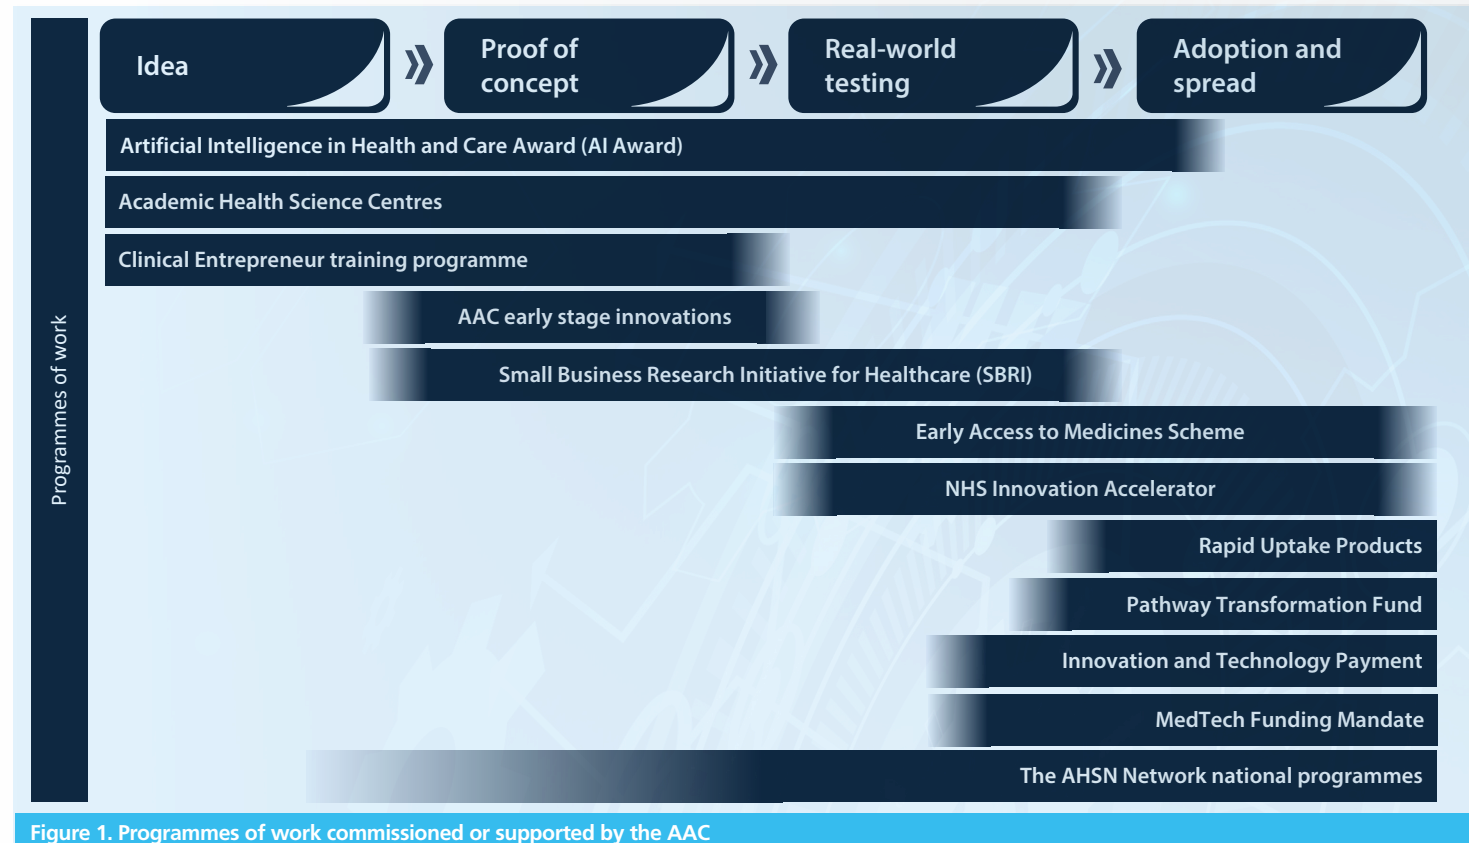 Idea
Proof of
concept
Real-world
testing
Adoption and
spread
Programmes of work
Artificial Intelligence in Health and Care Award (AI Award)
Academic Health Science Centres
Clinical Entrepreneur training programme
AAC early stage innovations
Small Business Research Initiative for Healthcare (SBRI)
Early Access to Medicines Scheme
NHS Innovation Accelerator
Rapid Uptake Products
Pathway Transformation Fund
Innovation and Technology Payment
MedTech Funding Mandate
The AHSN Network national programmes
Figure 1. Programmes of work commissioned or supported by the AAC